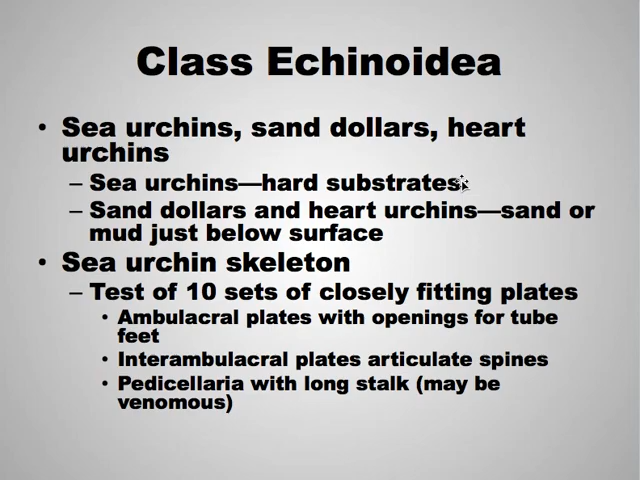 Class Echinoidea
• Sea urchins, sand dollars, heart
urchins
– Sea urchins—hard substrates
– Sand dollars and heart urchins—sand or
mud just below surface
• Sea urchin skeleton
– Test of 10 sets of closely fitting plates
• Ambulacral plates with openings for tube
feet
• Interambulacral plates articulate spines
• Pedicellaria with long stalk (may be
venomous)